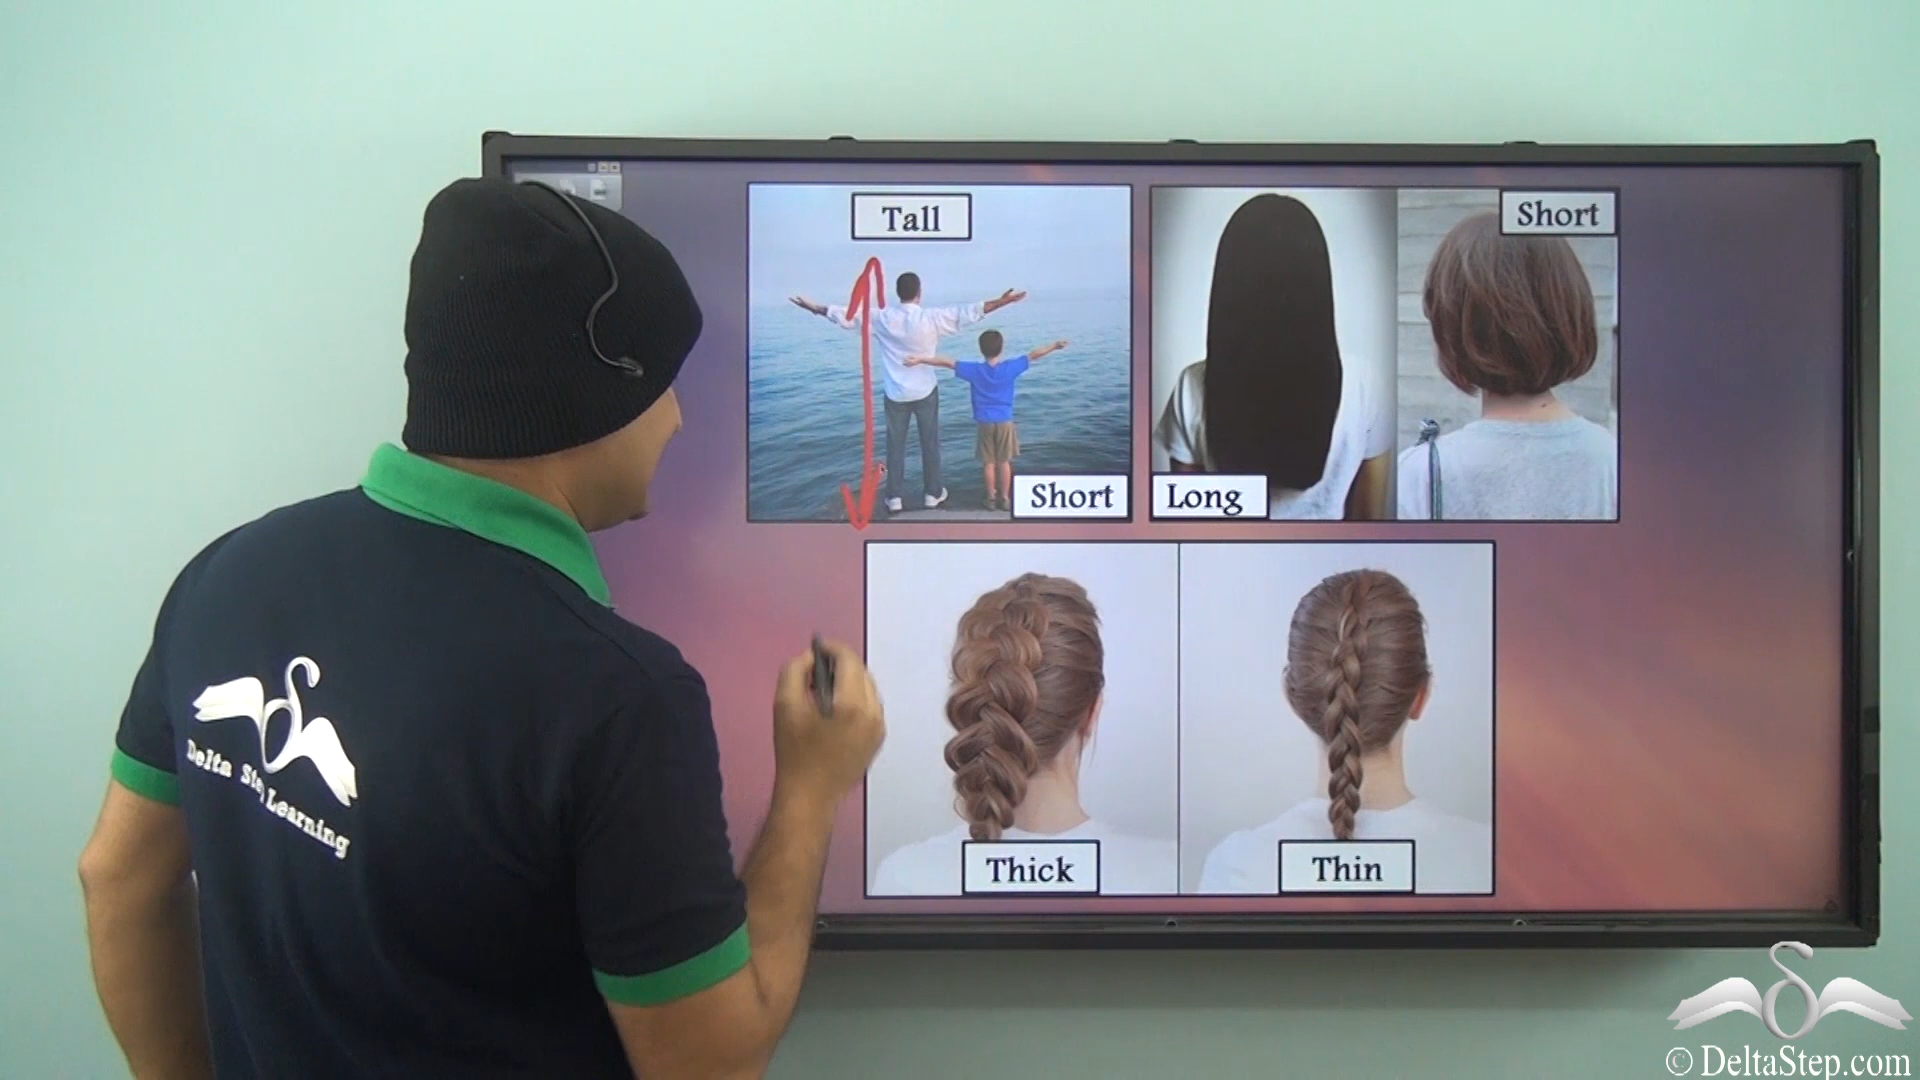 Tall
Short
Long
Short
Thick
Thin
Delta Step Learning
© DeltaStep.com